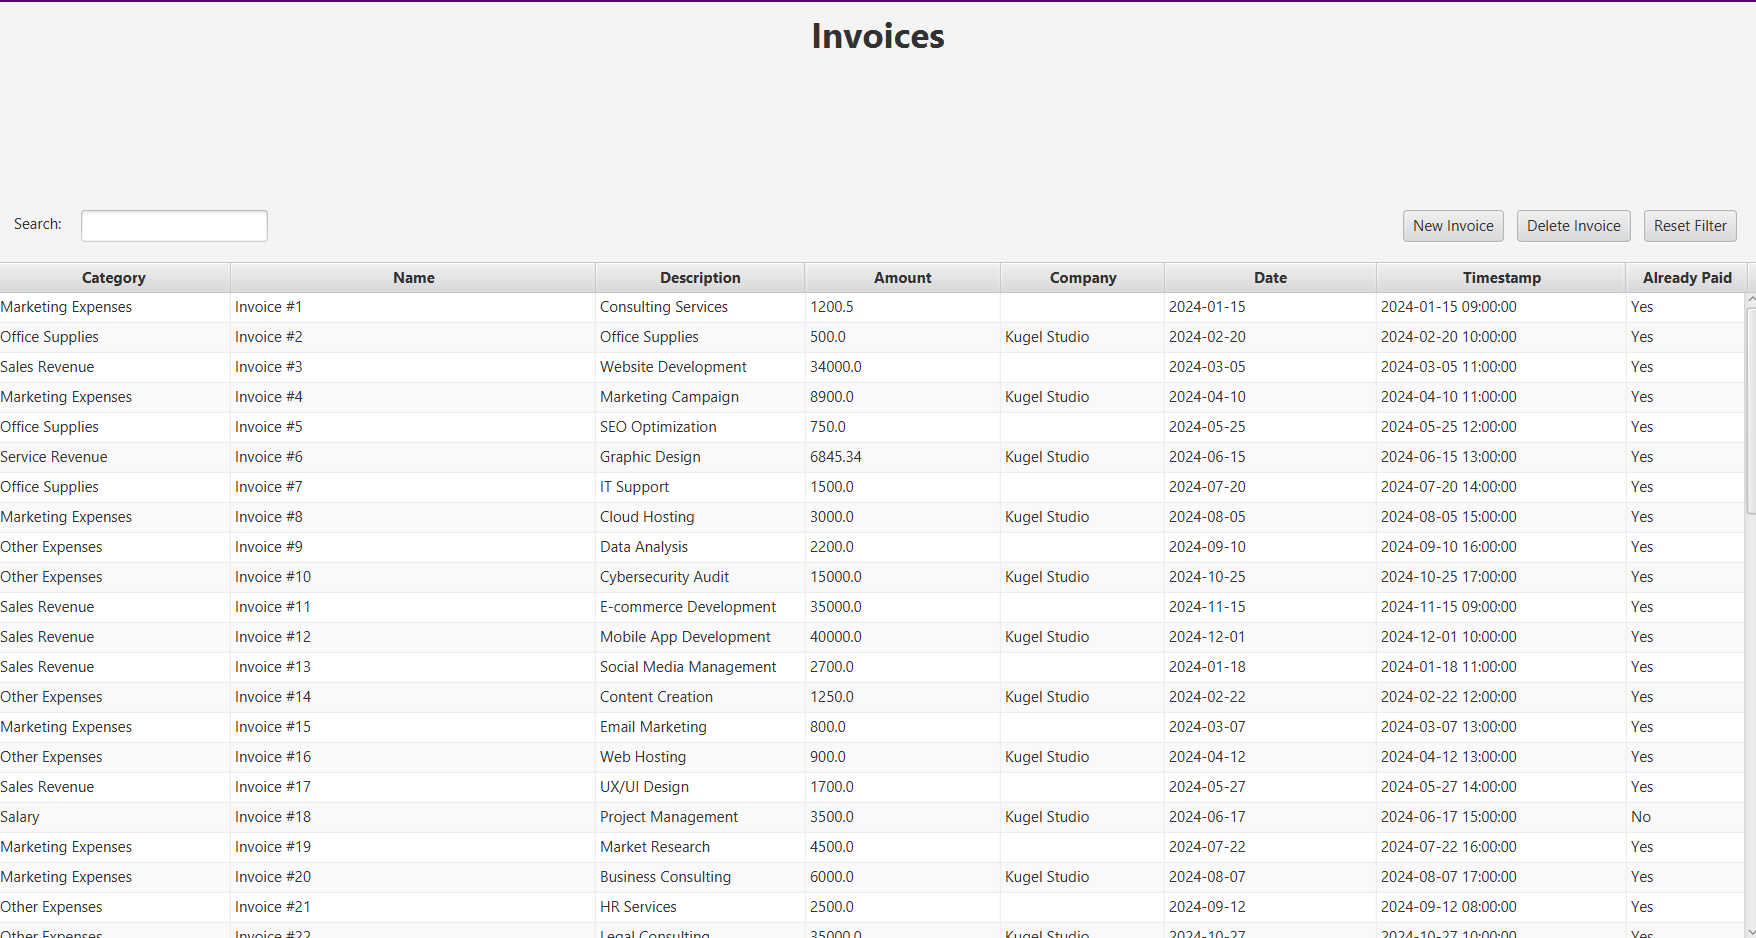 Invoices
Search:
New Invoice Delete Invoice Reset Filter
Category Name Description Amount Company Date Timestamp Already Paid
Marketing Expenses Invoice #1 Consulting Services 1200.5 2024-01-15 2024-01-15 09:00:00 Yes
Office Supplies Invoice #2 Office Supplies 500.0 Kugel Studio 2024-02-20 2024-02-20 10:00:00 Yes
Sales Revenue Invoice #3 Website Development 34000.0 2024-03-05 2024-03-05 11:00:00 Yes
Marketing Expenses Invoice #4 Marketing Campaign 8900.0 Kugel Studio 2024-04-10 2024-04-10 11:00:00 Yes
Office Supplies Invoice #5 SEO Optimization 750.0 2024-05-25 2024-05-25 12:00:00 Yes
Service Revenue Invoice #6 Graphic Design 6845.34 Kugel Studio 2024-06-15 2024-06-15 13:00:00 Yes
Office Supplies Invoice #7 IT Support 1500.0 2024-07-20 2024-07-20 14:00:00 Yes
Marketing Expenses Invoice #8 Cloud Hosting 3000.0 Kugel Studio 2024-08-05 2024-08-05 15:00:00 Yes
Other Expenses Invoice #9 Data Analysis 2200.0 2024-09-10 2024-09-10 16:00:00 Yes
Other Expenses Invoice #10 Cybersecurity Audit 15000.0 Kugel Studio 2024-10-25 2024-10-25 17:00:00 Yes
Sales Revenue Invoice #11 E-commerce Development 35000.0 2024-11-15 2024-11-15 09:00:00 Yes
Sales Revenue Invoice #12 Mobile App Development 40000.0 Kugel Studio 2024-12-01 2024-12-01 10:00:00 Yes
Sales Revenue Invoice #13 Social Media Management 2700.0 2024-01-18 2024-01-18 11:00:00 Yes
Other Expenses Invoice #14 Content Creation 1250.0 Kugel Studio 2024-02-22 2024-02-22 12:00:00 Yes
Marketing Expenses Invoice #15 Email Marketing 800.0 2024-03-07 2024-03-07 13:00:00 Yes
Other Expenses Invoice #16 Web Hosting 900.0 Kugel Studio 2024-04-12 2024-04-12 13:00:00 Yes
Sales Revenue Invoice #17 UX/UI Design 1700.0 2024-05-27 2024-05-27 14:00:00 Yes
Salary Invoice #18 Project Management 3500.0 Kugel Studio 2024-06-17 2024-06-17 15:00:00 No
Marketing Expenses Invoice #19 Market Research 4500.0 2024-07-22 2024-07-22 16:00:00 Yes
Marketing Expenses Invoice #20 Business Consulting 6000.0 Kugel Studio 2024-08-07 2024-08-07 17:00:00 Yes
Other Expenses Invoice #21 HR Services 2500.0 2024-09-12 2024-09-12 08:00:00 Yes
Other Expenses Invoice #22 Legal Consulting 35000.0 Kugel Studio 2024-10-27 2024-10-27 10:00:00 Yes